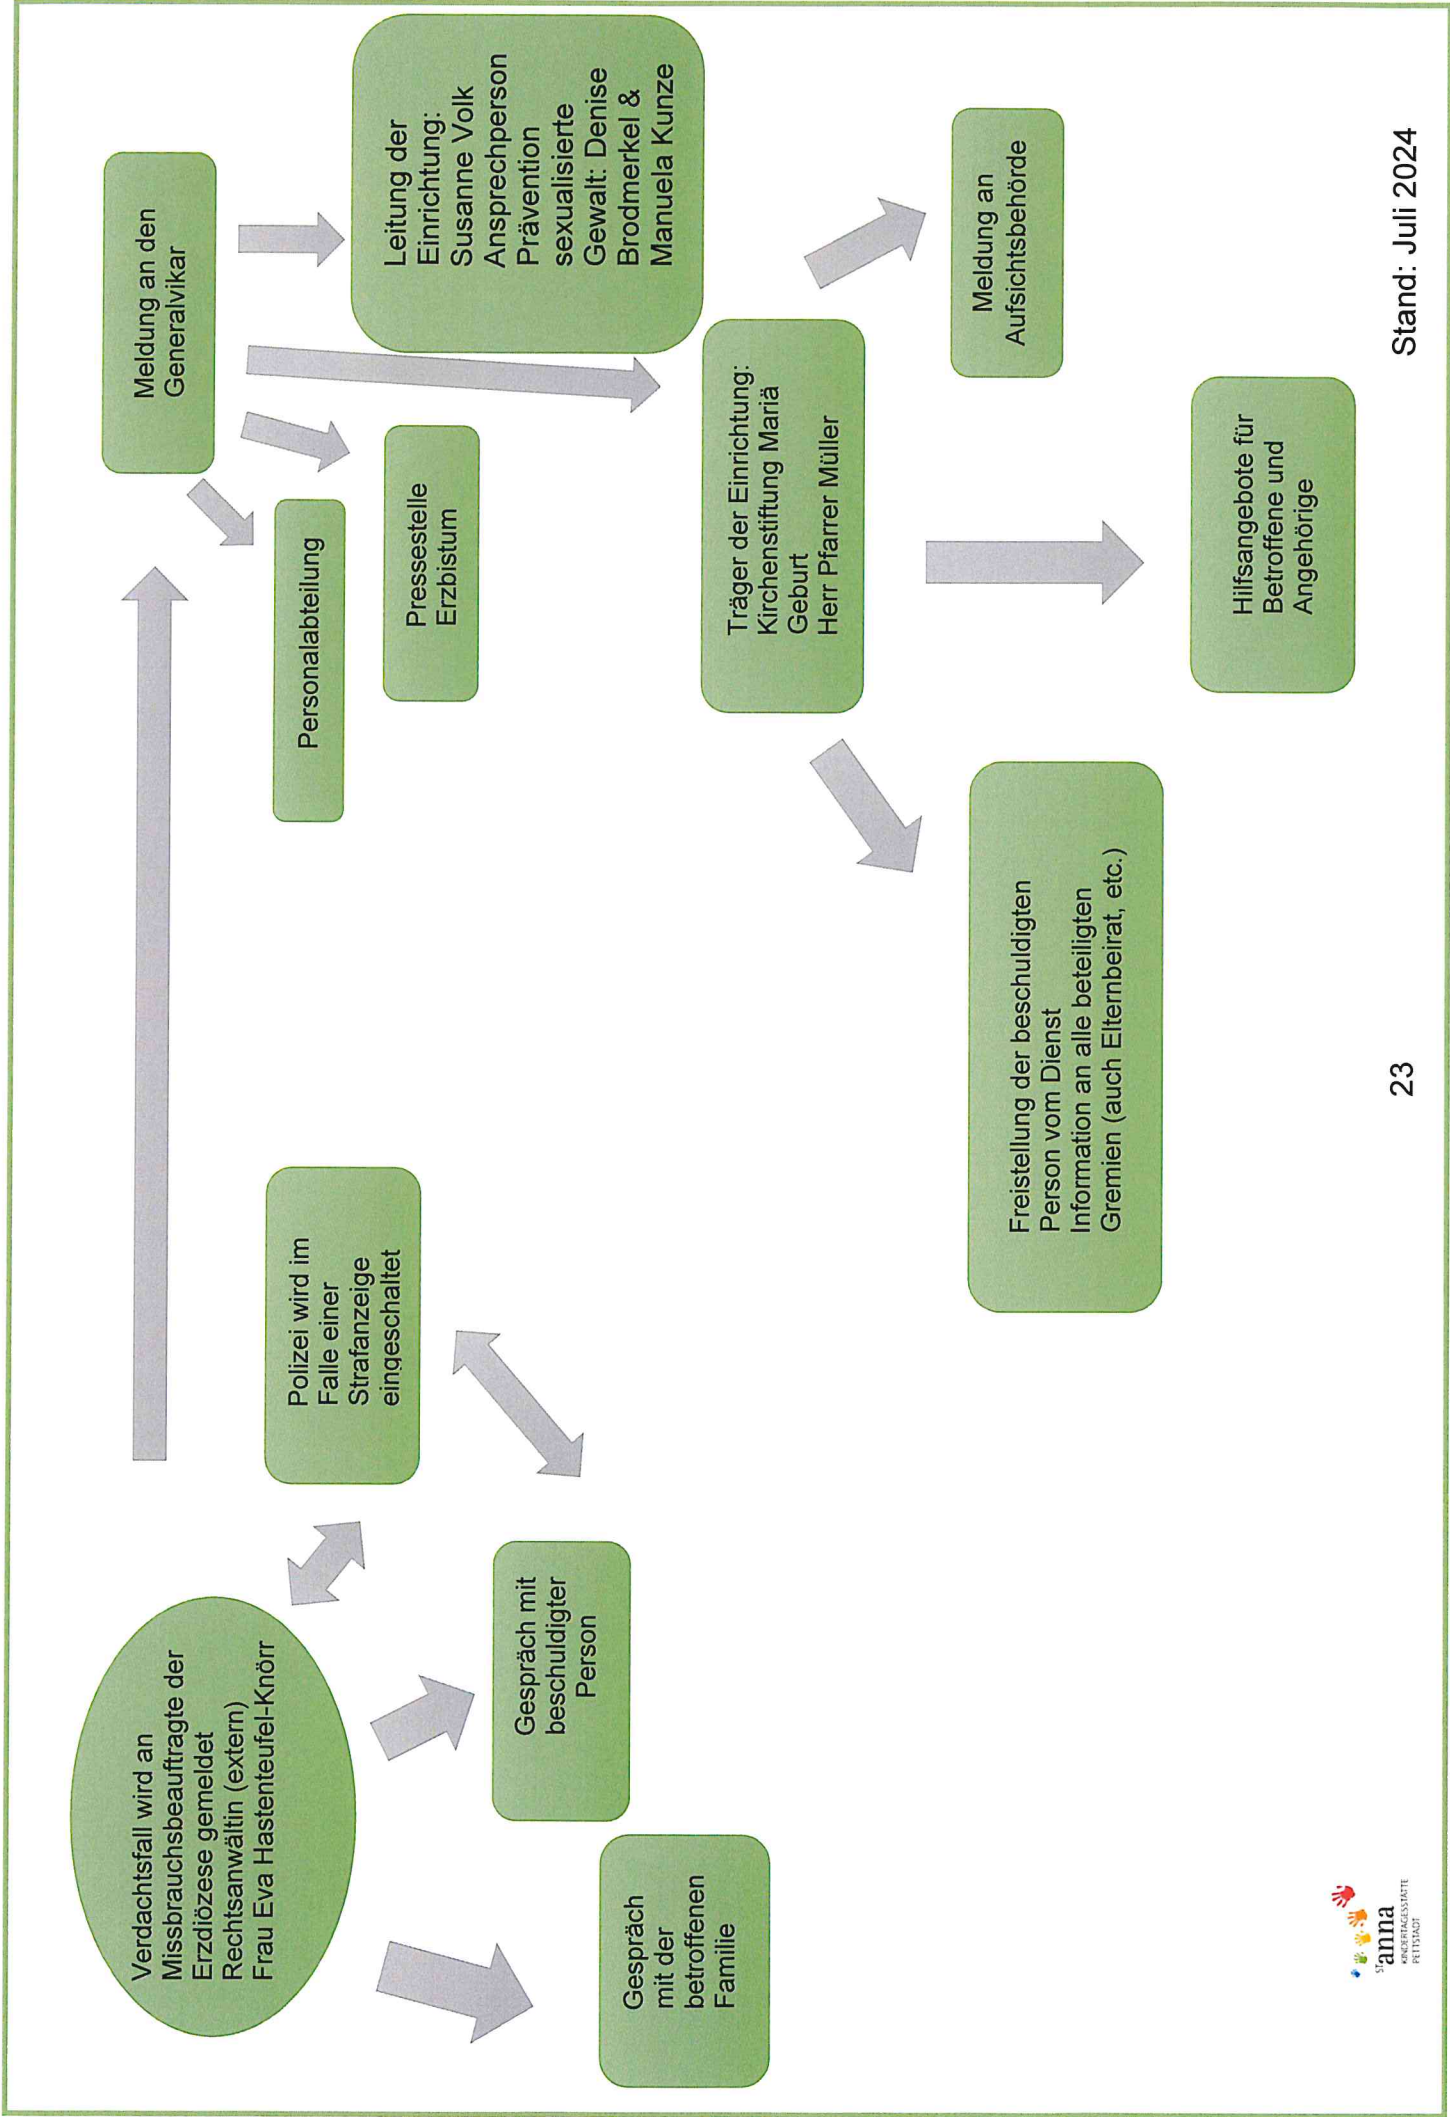 Verdachtsfall wird an
Missbrauchsbeauftragte der
Erzdiözese gemeldet
Rechtsanwältin (extern)
Frau Eva Hastenteufel-Knörr
Meldung an den
Generalvikar
Polizei wird im
Falle einer
Strafanzeige
eingeschaltet
Personalabteilung
Pressestelle
Erzbistum
Leitung der
Einrichtung:
Susanne Volk
Ansprechperson
Prävention
sexualisierte
Gewalt: Denise
Brodmerkel &
Manuela Kunze
Gespräch mit
beschuldigter
Person
Gespräch
mit der
betroffenen
Familie
Träger der Einrichtung:
Kirchenstiftung Mariä
Geburt
Herr Pfarrer Müller
Freistellung der beschuldigten
Person vom Dienst
Information an alle beteiligten
Gremien (auch Elternbeirat, etc.)
Meldung an
Aufsichtsbehörde
Hilfsangebote für
Betroffene und
Angehörige
ST anna
KINDERTAGESSTÄTTE
PETTSTADT
23
Stand: Juli 2024